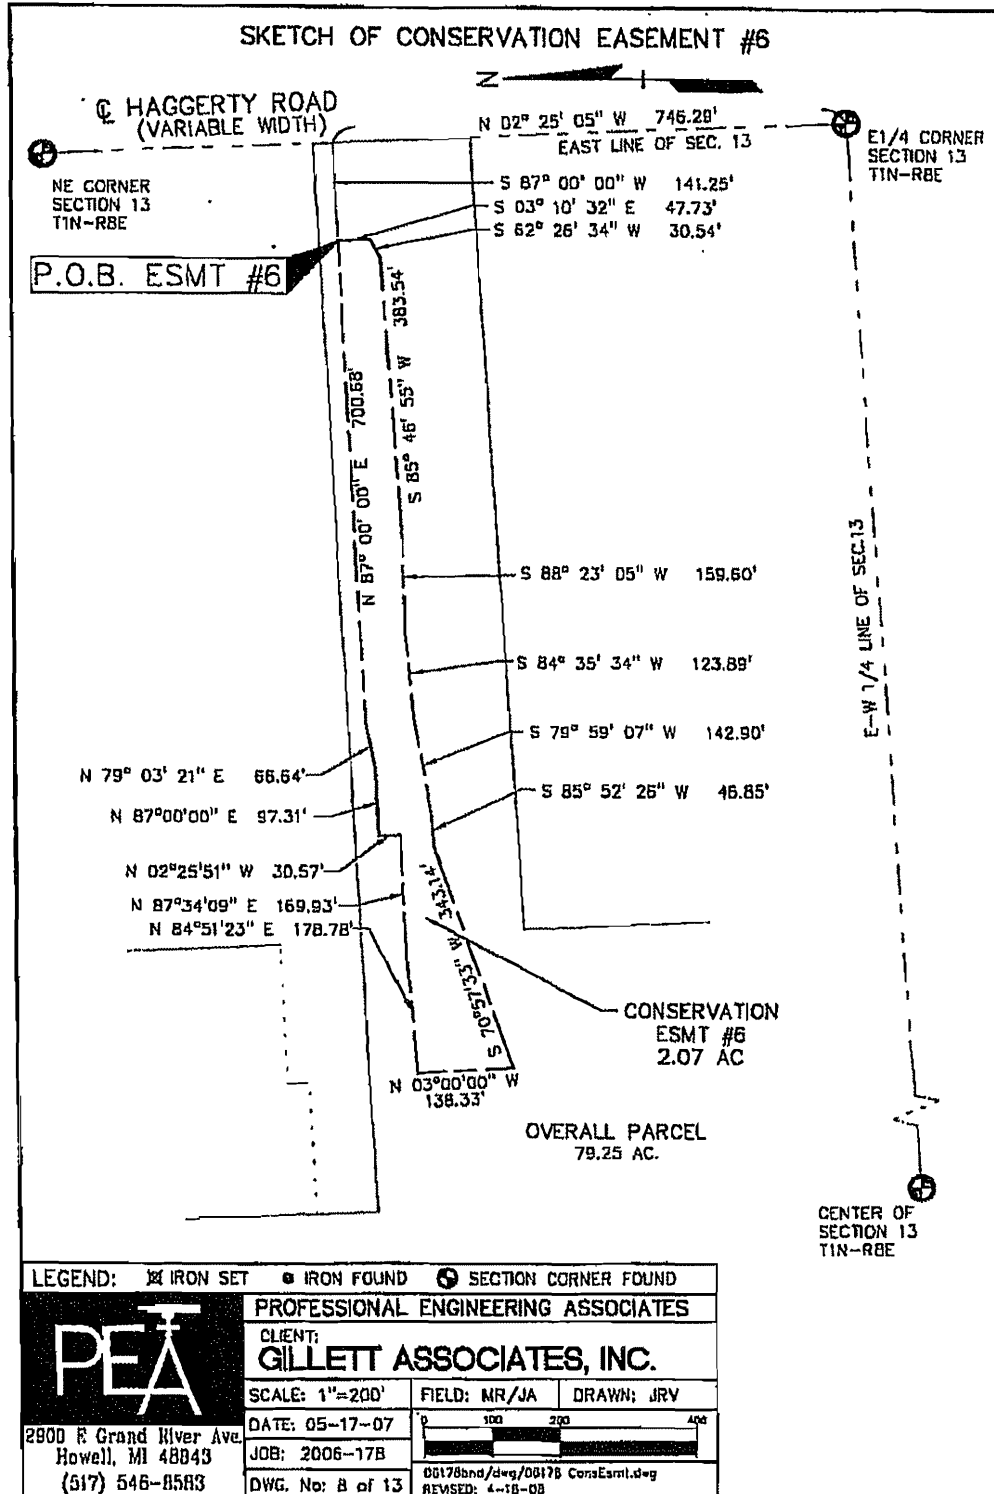 SKETCH OF CONSERVATION EASEMENT #6
N
℄ HAGGERTY ROAD
(VARIABLE WIDTH)
N 02° 25' 05" W 746.29'
EAST LINE OF SEC. 13
E1/4 CORNER
SECTION 13
T1N-R8E
NE CORNER
SECTION 13
T1N-R8E
S 87° 00' 00" W 141.25'
S 03° 10' 32" E 47.73'
S 62° 26' 34" W 30.54'
P.O.B. ESMT #6
383.54'
S 85° 46' 55" W
700.68'
N 87° 00' 00" E
S 88° 23' 05" W 159.60'
E-W 1/4 LINE OF SEC.13
S 84° 35' 34" W 123.89'
S 79° 59' 07" W 142.90'
N 79° 03' 21" E 66.64'
S 85° 52' 26" W 46.85'
N 87°00'00" E 97.31'
N 02°25'51" W 30.57'
N 87°34'09" E 169.93'
N 84°51'23" E 178.78'
S 70°57'33" W 343.14'
CONSERVATION
ESMT #6
2.07 AC
N 03°00'00" W
138.33'
OVERALL PARCEL
79.25 AC.
CENTER OF
SECTION 13
T1N-R8E
LEGEND: IRON SET IRON FOUND SECTION CORNER FOUND
PEA
PROFESSIONAL ENGINEERING ASSOCIATES
CLIENT:
GILLETT ASSOCIATES, INC.
SCALE: 1"=200' FIELD: MR/JA DRAWN: JRV
DATE: 05-17-07
0 100 200 400
JOB: 2006-178
2900 E Grand River Ave.
Howell, MI 48843
(517) 546-8583
DWG. No: 8 of 13
06178bnd/dwg/06178 ConsEsmt.dwg
REVISED: 4-16-08